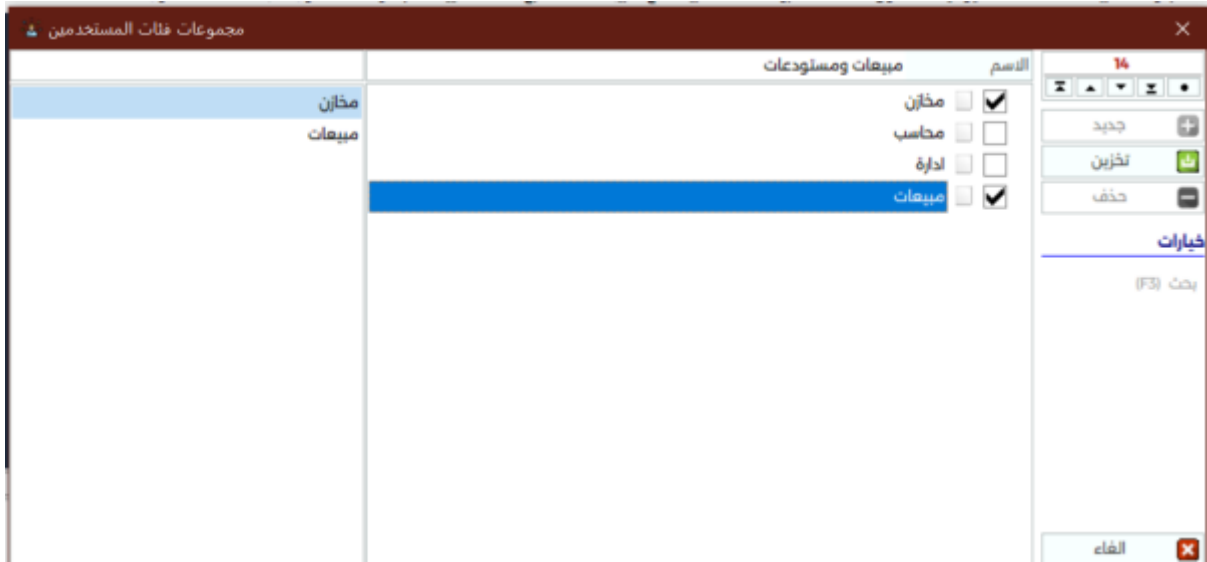 مجموعات فئات المستخدمين
الاسم مبيعات ومستودعات
14
مخازن
محاسب
ادارة
مبيعات
مخازن
مبيعات
جديد
تخزين
حذف
خيارات
بحث (F3)
الغاء